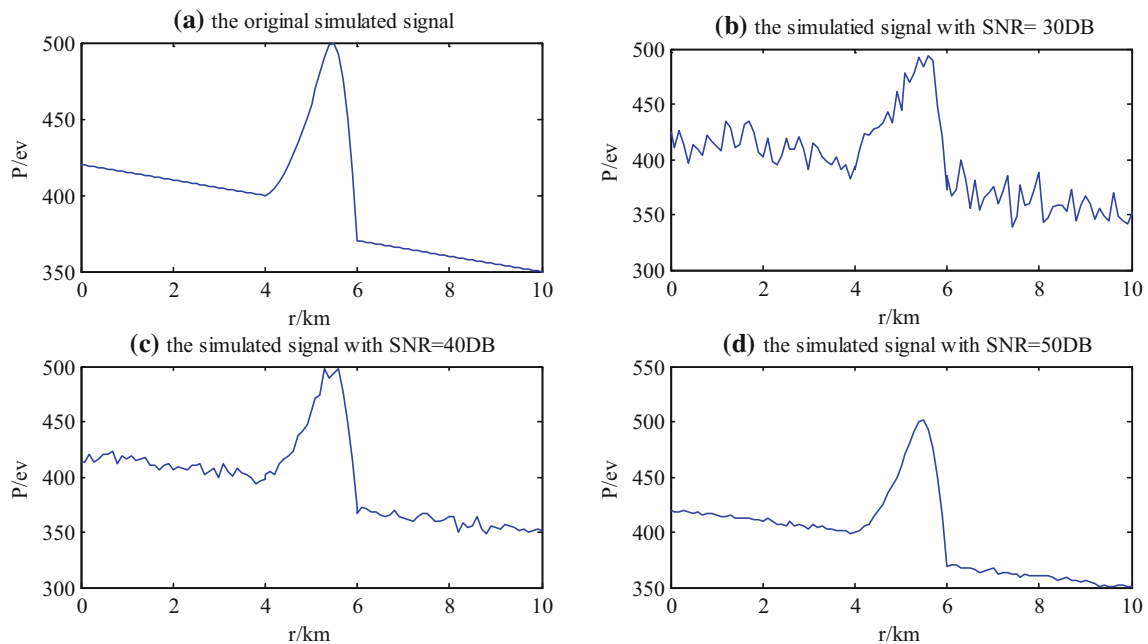 (a) the original simulated signal
500
450
400
350
P/ev
0 2 4 6 8 10
r/km
(b) the simulatied signal with SNR= 30DB
500
450
400
350
300
P/ev
0 2 4 6 8 10
r/km
(c) the simulated signal with SNR=40DB
500
450
400
350
300
P/ev
0 2 4 6 8 10
r/km
(d) the simulated signal with SNR=50DB
550
500
450
400
350
P/ev
0 2 4 6 8 10
r/km